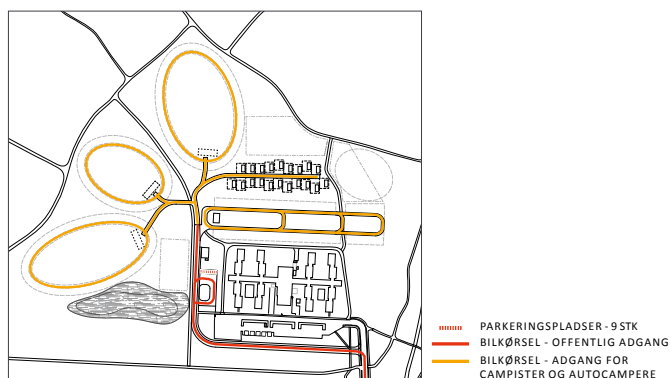 PARKERINGSPLADSER - 9 STK
BILKØRSEL - OFFENTLIG ADGANG
BILKØRSEL - ADGANG FOR
CAMPISTER OG AUTOCAMPERE